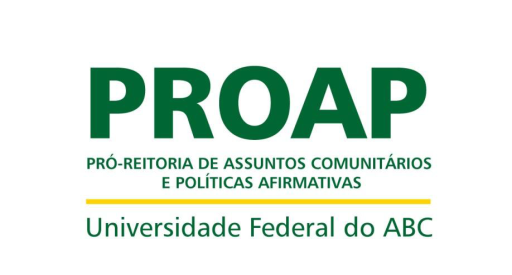 PROAP
PRÓ-REITORIA DE ASSUNTOS COMUNITÁRIOS
E POLÍTICAS AFIRMATIVAS
Universidade Federal do ABC